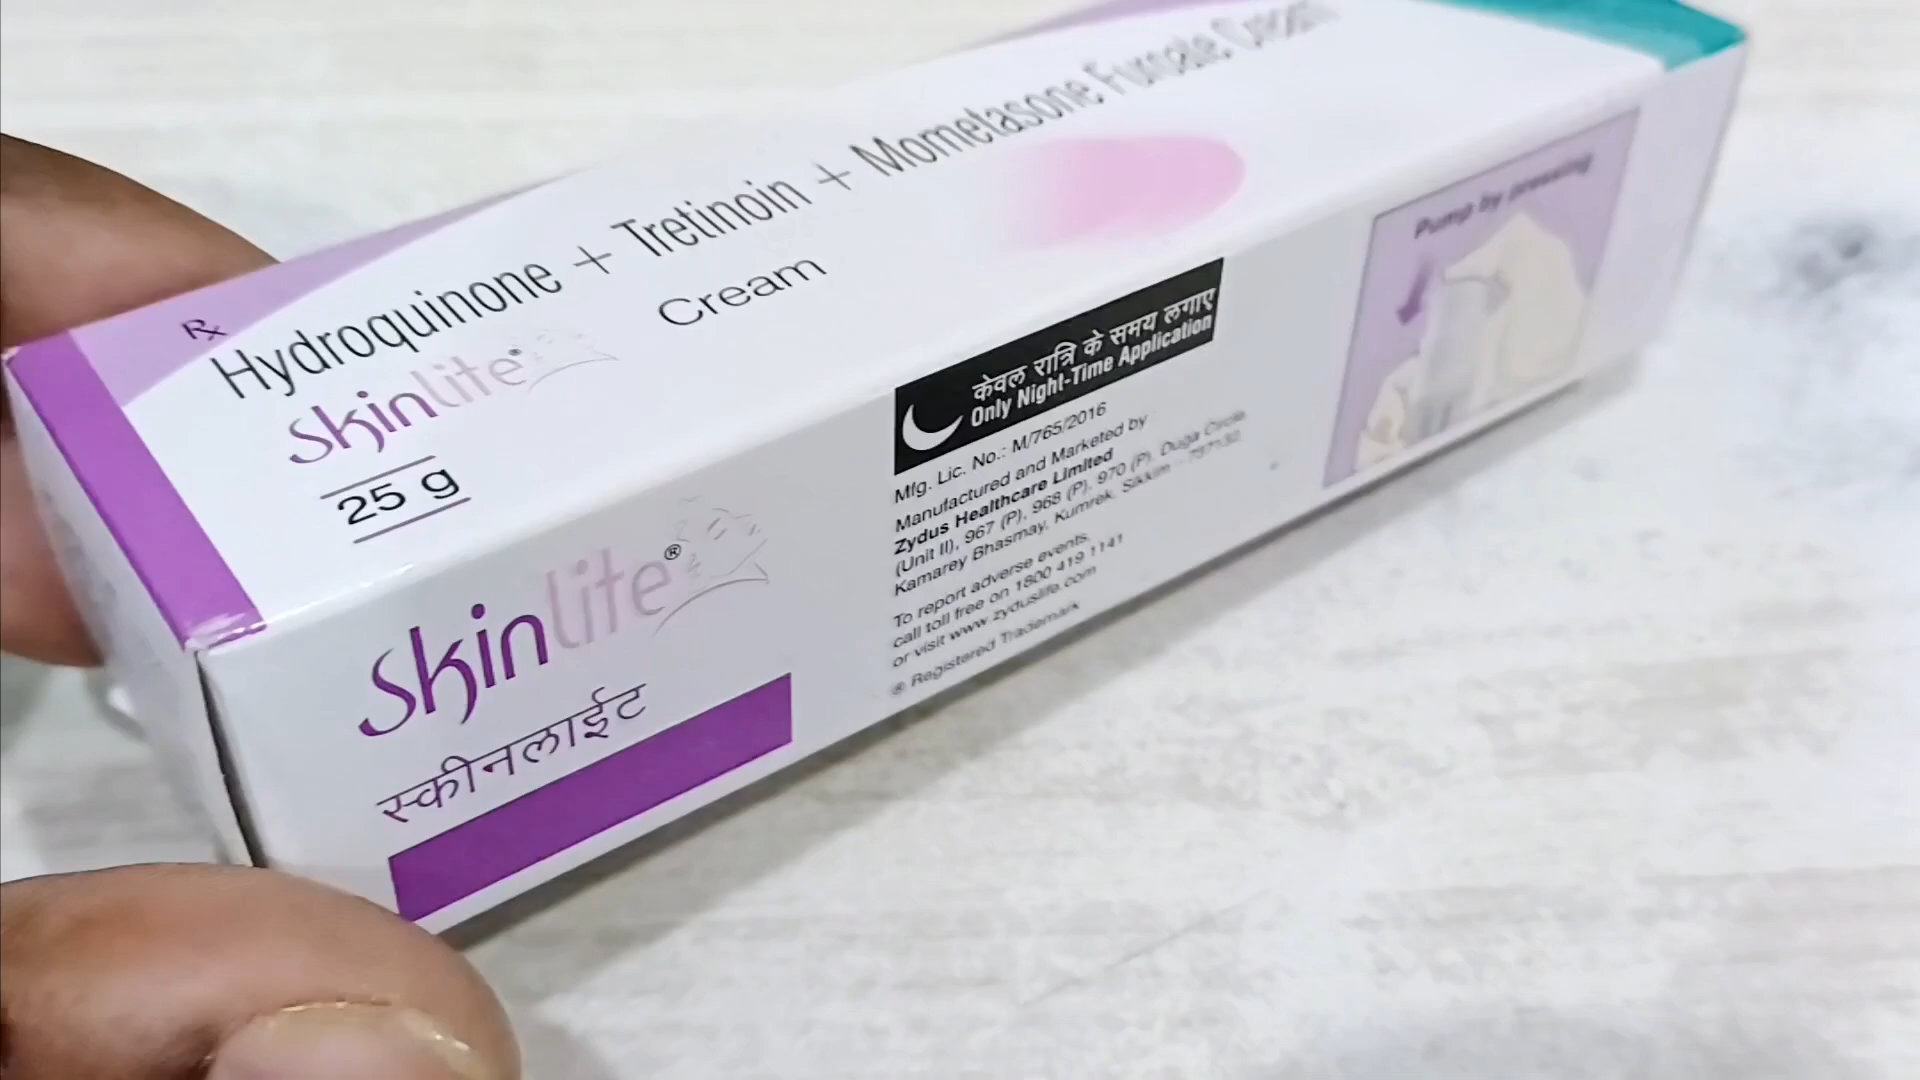 Rx
Hydroquinone + Tretinoin + Mometasone Furoate Cream
Skinlite®
Cream
25 g
Skinlite®
स्कीनलाईट
केवल रात्रि के समय लगाए
Only Night-Time Application
Mfg. Lic. No.: M/765/2016
Manufactured and Marketed by
Zydus Healthcare Limited
(Unit II), 967 (P), 968 (P), 970 (P), Duga Circle
Kamarey Bhasmay, Kumrek, Sikkim - 737132
To report adverse events,
call toll free on 1800 419 1141
or visit www.zyduslife.com
® Registered Trademark
Pump by pressing